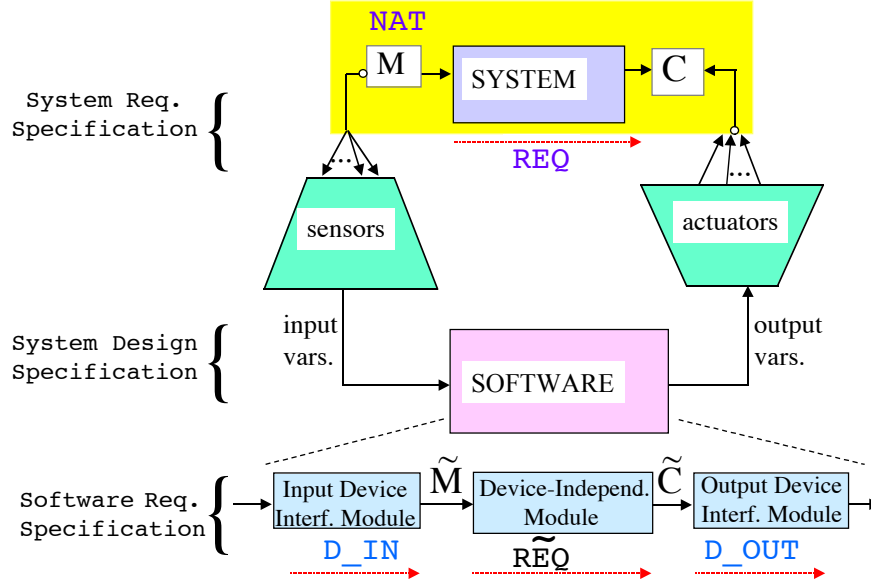 NAT
M
SYSTEM
C
System Req.
Specification
{
REQ
...
...
sensors
actuators
input
vars.
output
vars.
System Design
Specification
{
SOFTWARE
Software Req.
Specification
{
Input Device
Interf. Module
M̃
Device-Independ.
Module
C̃
Output Device
Interf. Module
D_IN
R͠EQ
D_OUT